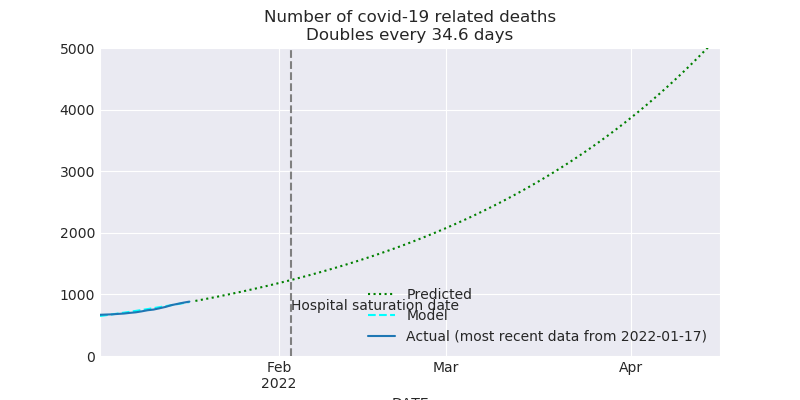 Number of covid-19 related deaths
Doubles every 34.6 days
5000
4000
3000
2000
1000
0
Predicted
Hospital saturation date
Model
Actual (most recent data from 2022-01-17)
Feb
2022
Mar
Apr
DATE